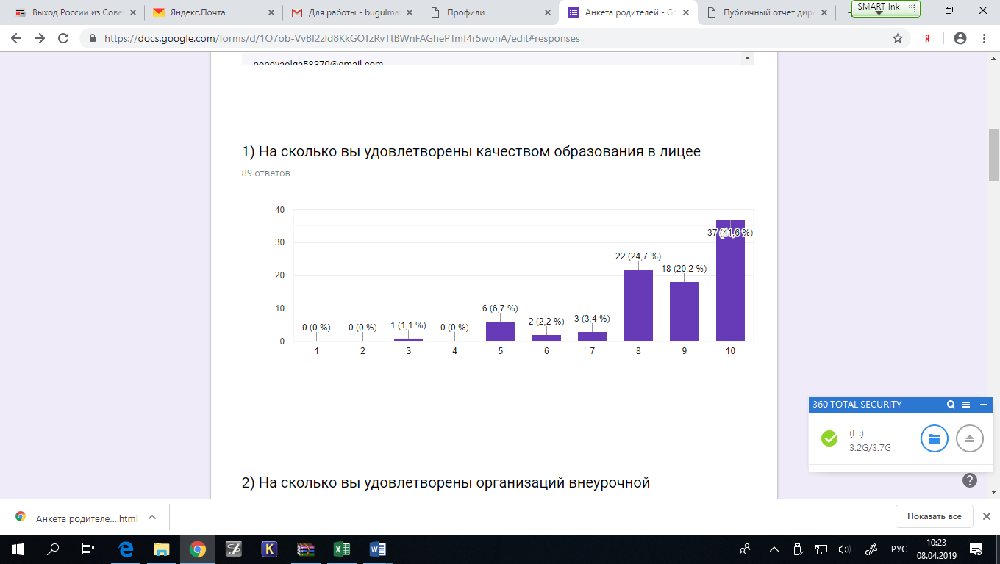 Выход России из Сове
Яндекс.Почта
Для работы - bugulma
Профили
Анкета родителей - Go
Публичный отчет дире
SMART Ink
https://docs.google.com/forms/d/1O7ob-VvBl2zld8KkGOTzRvTtBWnFAGhePTmf4r5wonA/edit#responses
Я
popovaolga58370@gmail.com
1) На сколько вы удовлетворены качеством образования в лицее
89 ответов
40
30
20
10
0
0 (0 %)
0 (0 %)
1 (1,1 %)
0 (0 %)
6 (6,7 %)
2 (2,2 %)
3 (3,4 %)
22 (24,7 %)
18 (20,2 %)
37 (41,6 %)
1 2 3 4 5 6 7 8 9 10
360 TOTAL SECURITY
(F:)
3.2G/3.7G
2) На сколько вы удовлетворены организаций внеурочной
Анкета родителе....html
Показать все
РУС
10:23
08.04.2019